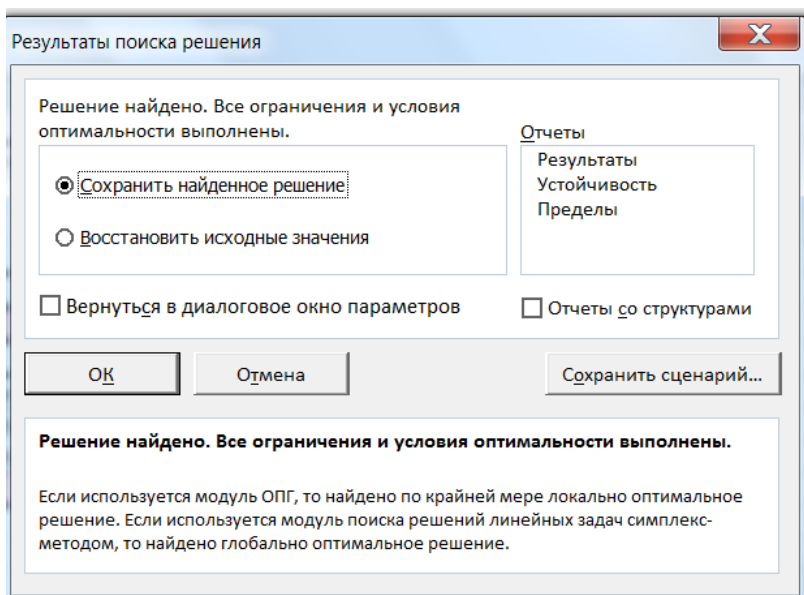 Результаты поиска решения
Решение найдено. Все ограничения и условия
оптимальности выполнены.
Отчеты
Результаты
Устойчивость
Пределы
Сохранить найденное решение
Восстановить исходные значения
Вернуться в диалоговое окно параметров
Отчеты со структурами
ОК
Отмена
Сохранить сценарий...
Решение найдено. Все ограничения и условия оптимальности выполнены.
Если используется модуль ОПГ, то найдено по крайней мере локально оптимальное
решение. Если используется модуль поиска решений линейных задач симплекс-
методом, то найдено глобально оптимальное решение.